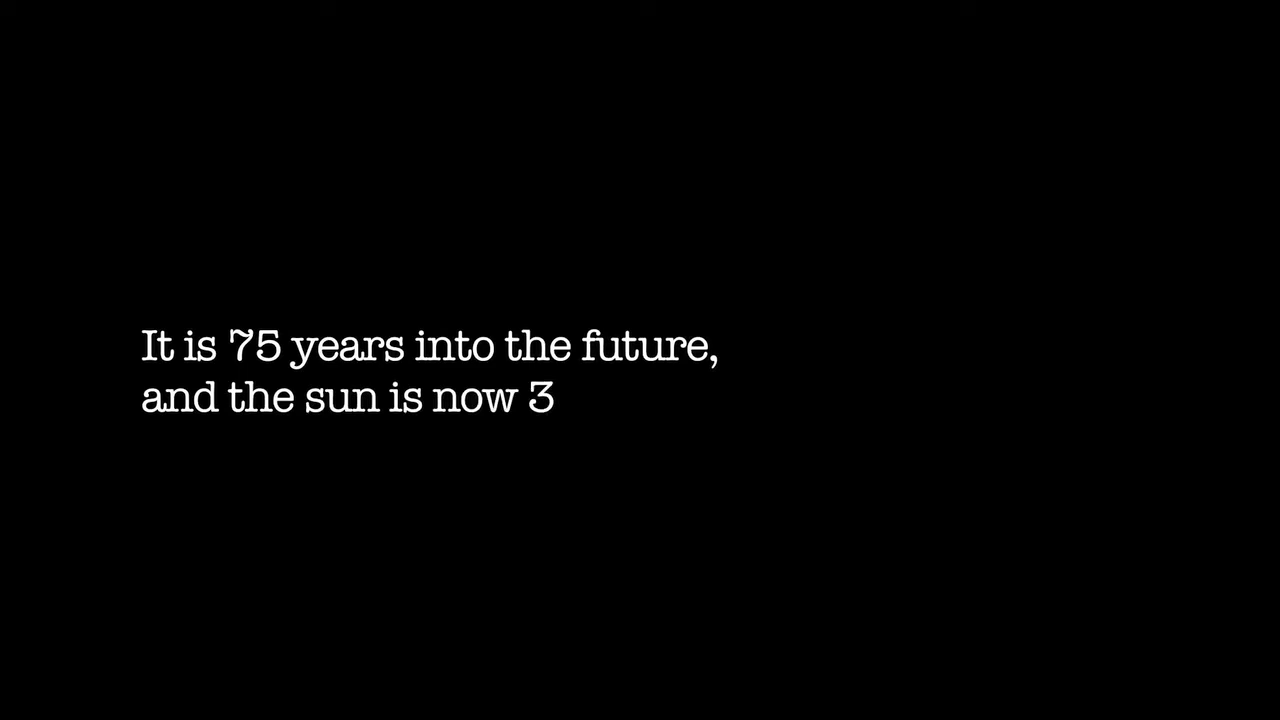 It is 75 years into the future,
and the sun is now 3